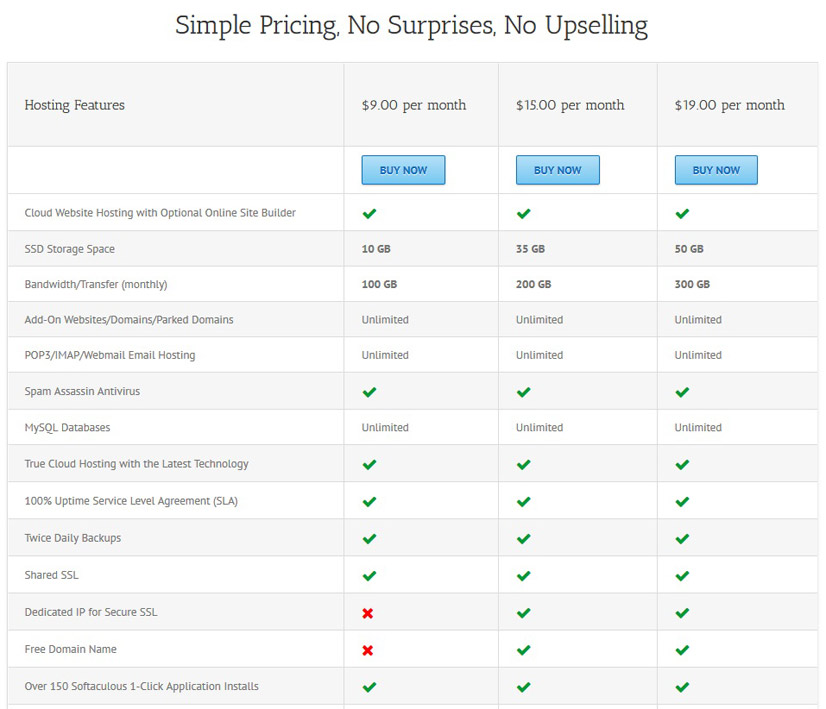 Simple Pricing, No Surprises, No Upselling
Hosting Features $9.00 per month $15.00 per month $19.00 per month
BUY NOW BUY NOW BUY NOW
Cloud Website Hosting with Optional Online Site Builder ✔ ✔ ✔
SSD Storage Space 10 GB 35 GB 50 GB
Bandwidth/Transfer (monthly) 100 GB 200 GB 300 GB
Add-On Websites/Domains/Parked Domains Unlimited Unlimited Unlimited
POP3/IMAP/Webmail Email Hosting Unlimited Unlimited Unlimited
Spam Assassin Antivirus ✔ ✔ ✔
MySQL Databases Unlimited Unlimited Unlimited
True Cloud Hosting with the Latest Technology ✔ ✔ ✔
100% Uptime Service Level Agreement (SLA) ✔ ✔ ✔
Twice Daily Backups ✔ ✔ ✔
Shared SSL ✔ ✔ ✔
Dedicated IP for Secure SSL ✖ ✔ ✔
Free Domain Name ✖ ✔ ✔
Over 150 Softaculous 1-Click Application Installs ✔ ✔ ✔